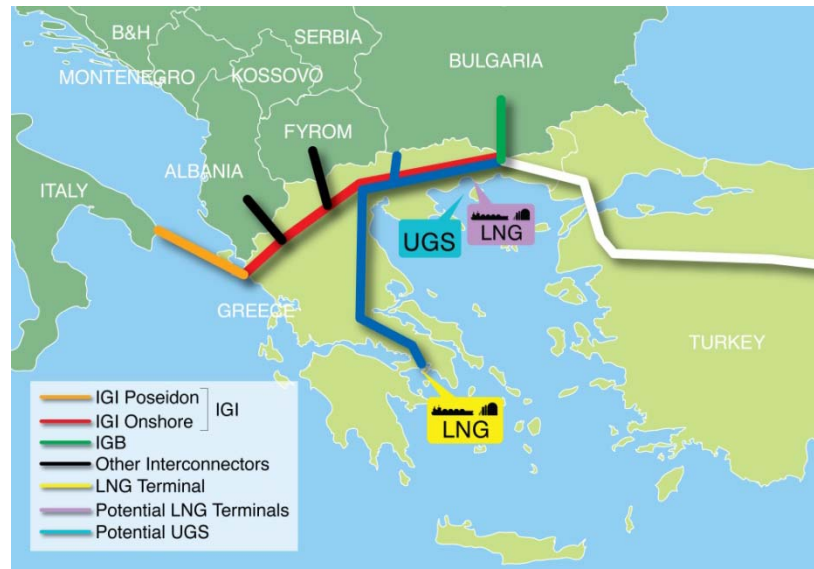 B&H
SERBIA
BULGARIA
MONTENEGRO
KOSSOVO
FYROM
ALBANIA
ITALY
UGS
LNG
GREECE
TURKEY
LNG
IGI Poseidon
IGI Onshore
IGI
IGB
Other Interconnectors
LNG Terminal
Potential LNG Terminals
Potential UGS